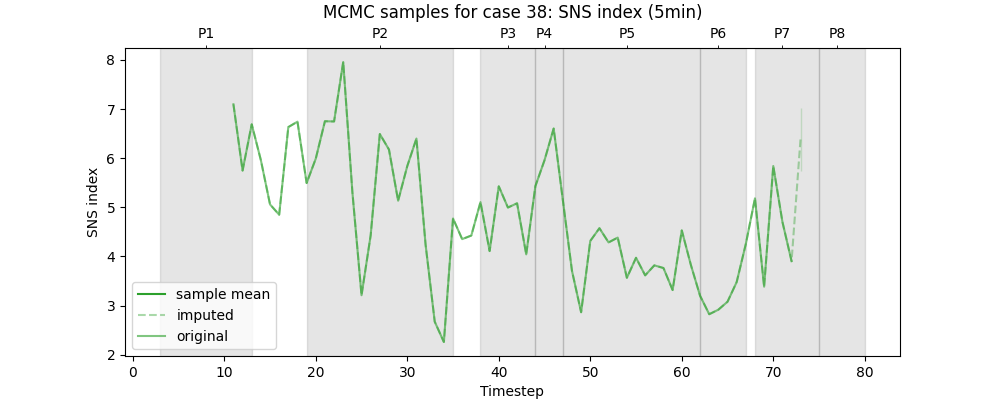 MCMC samples for case 38: SNS index (5min)
P1 P2 P3 P4 P5 P6 P7 P8
8
7
6
5
4
3
2
SNS index
sample mean
imputed
original
0 10 20 30 40 50 60 70 80
Timestep